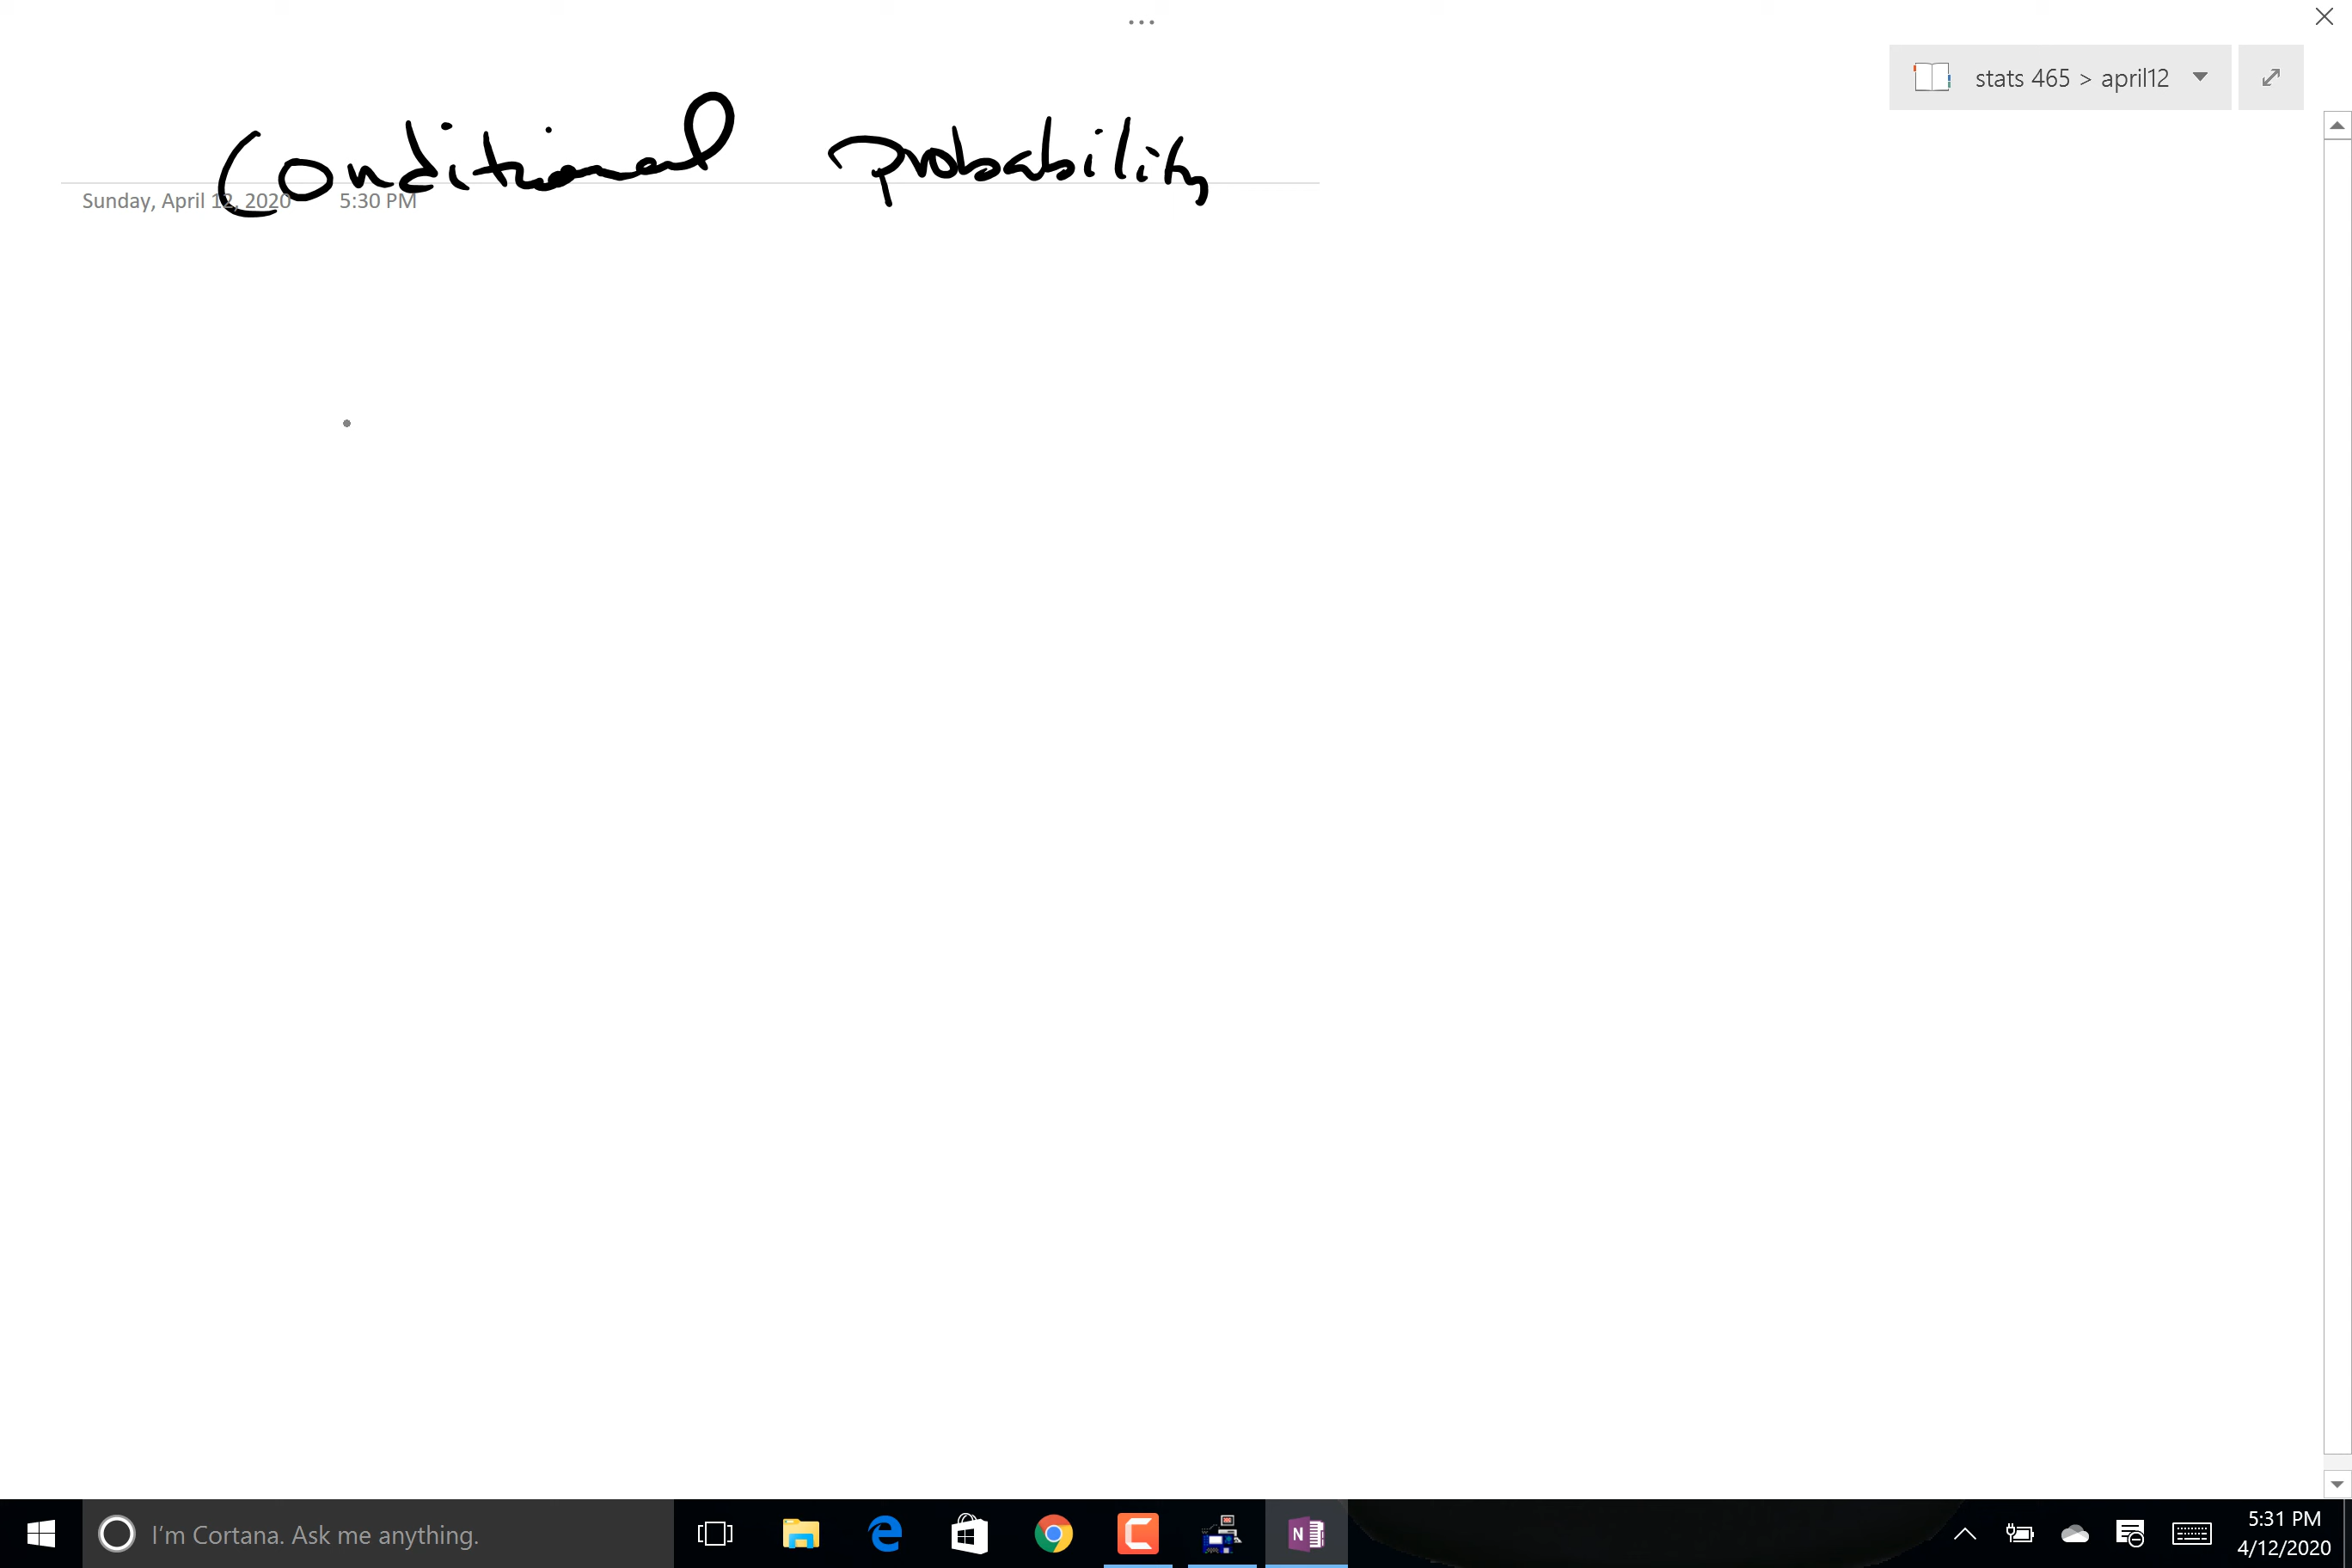 stats 465 > april12
Conditional probability
Sunday, April 12, 2020 5:30 PM
I'm Cortana. Ask me anything.
5:31 PM
4/12/2020